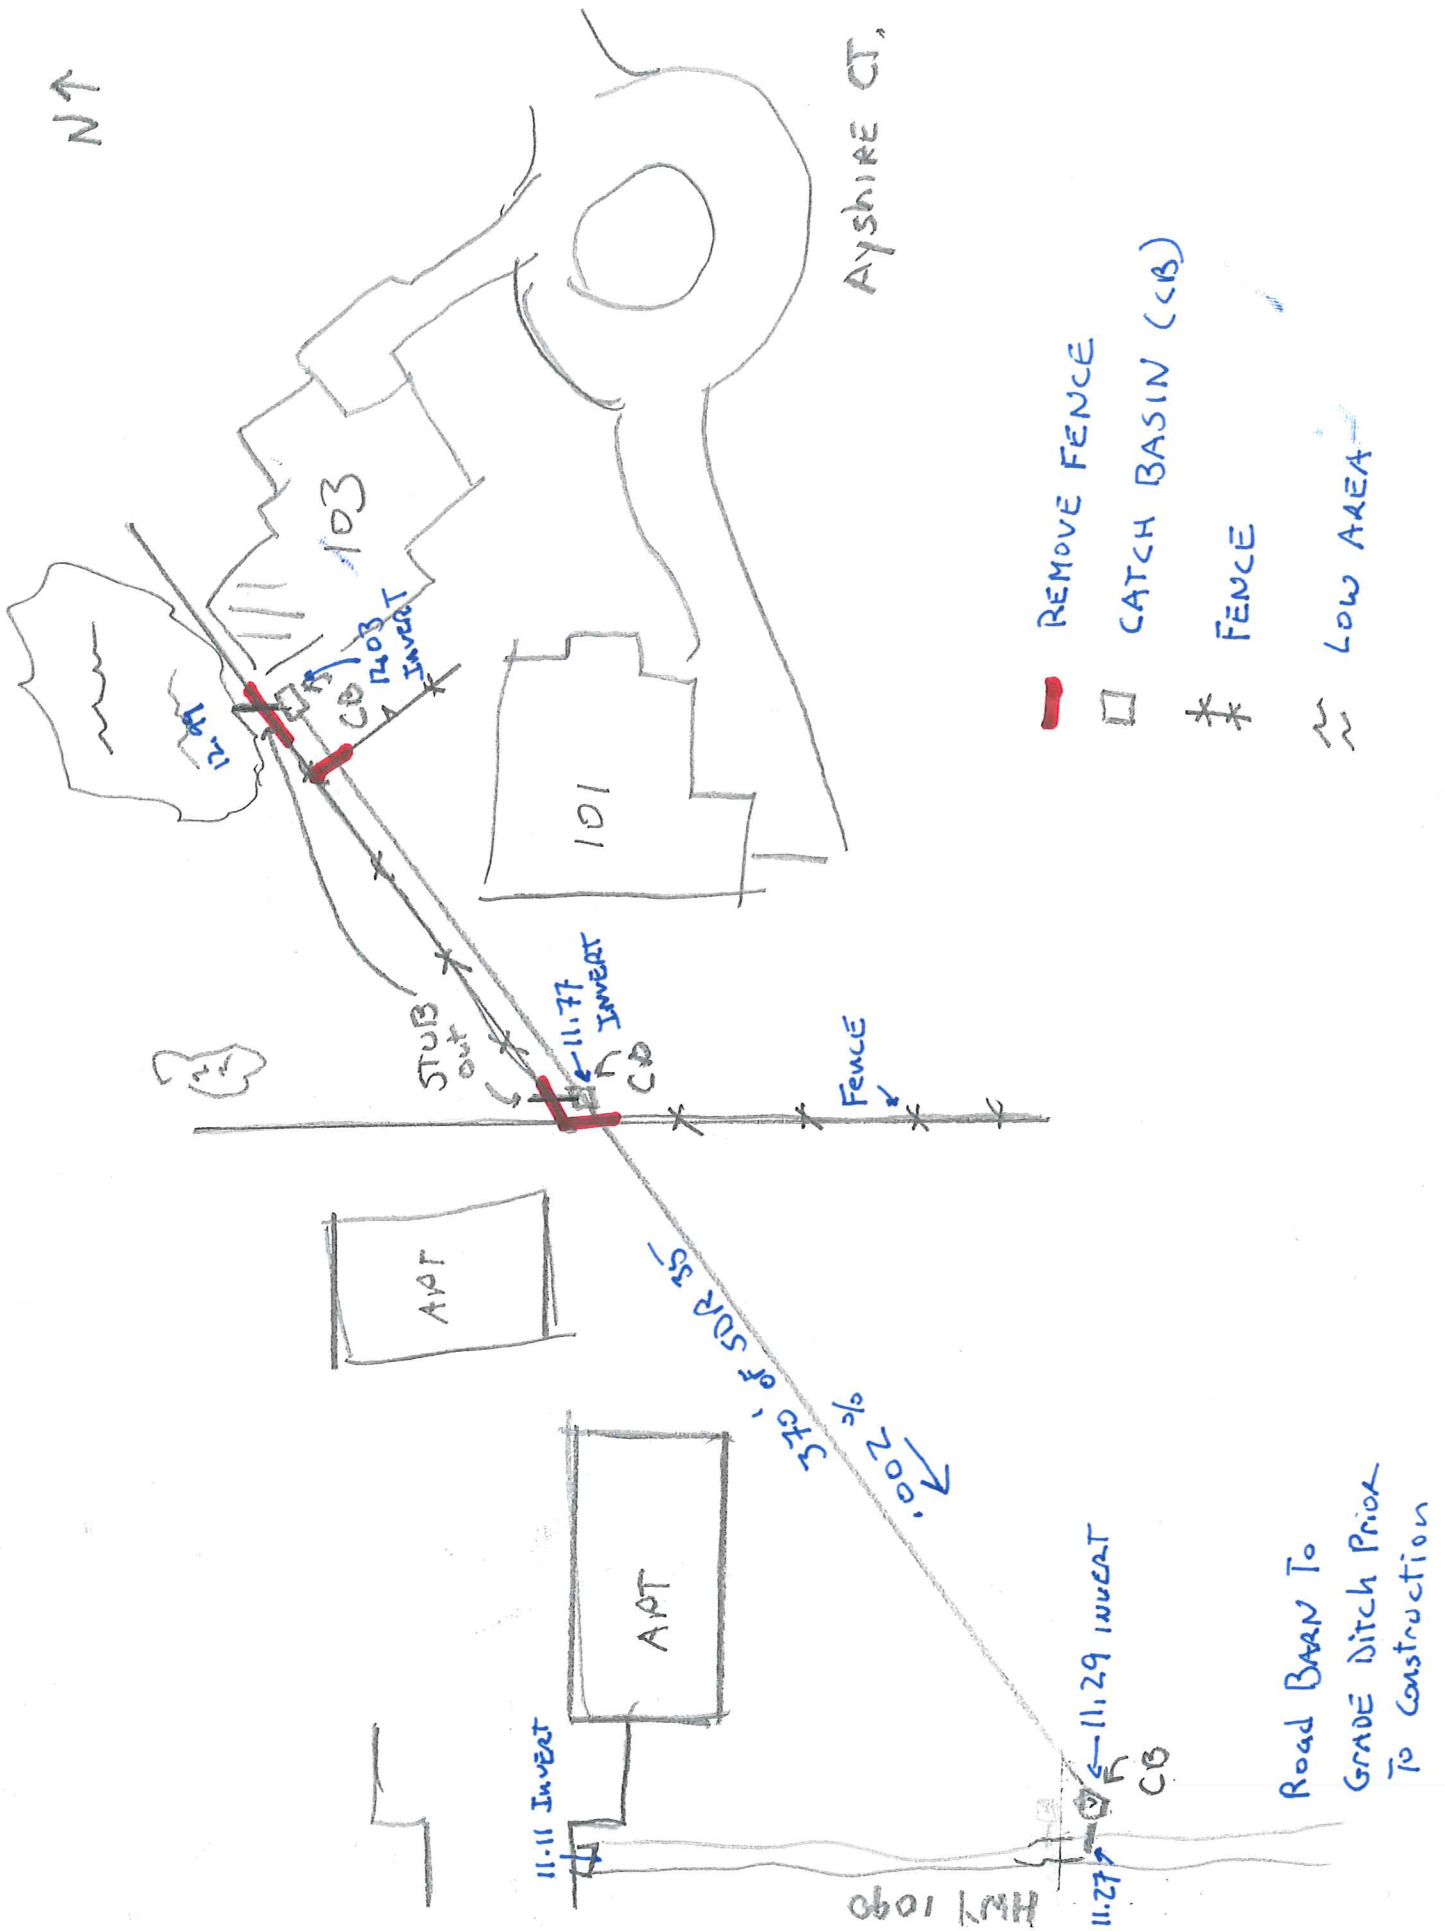 N
Ayshire CT.
103
12.99
12.03
INVERT
CB
101
STUB
out
11.77
INVERT
CB
Fence
APT
APT
370' of SDR 35
.002 %
11.11 INVERT
11.29 INVERT
CB
11.27
HWY 1090
REMOVE FENCE
CATCH BASIN (CB)
FENCE
LOW AREA
Road BARN To
GRADE Ditch Prior
To Construction